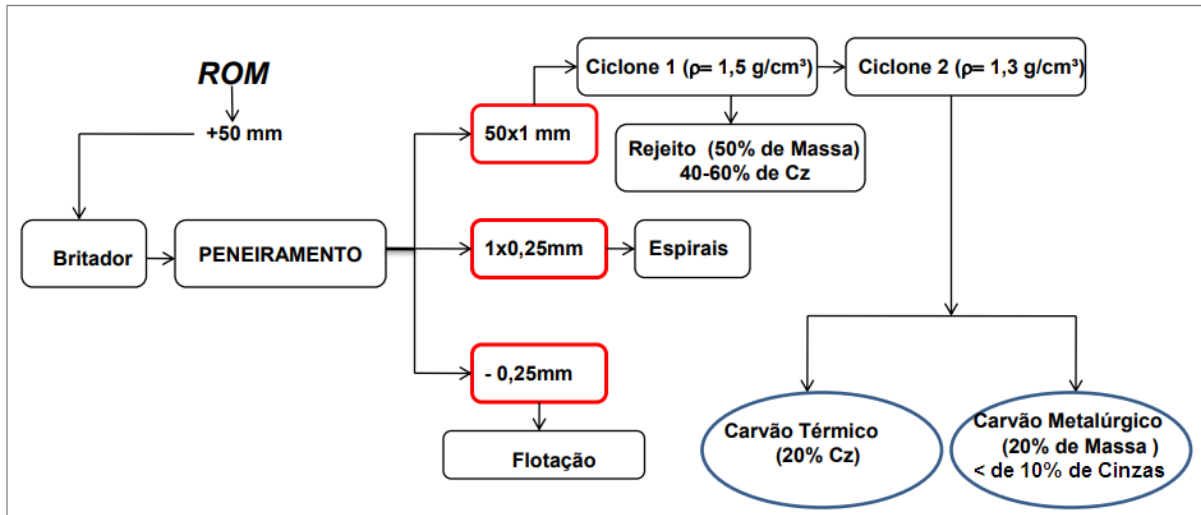 ROM
+50 mm
Britador
PENEIRAMENTO
50x1 mm
Ciclone 1 (ρ= 1,5 g/cm³)
Ciclone 2 (ρ= 1,3 g/cm³)
Rejeito (50% de Massa)
40-60% de Cz
1x0,25mm
Espirais
- 0,25mm
Flotação
Carvão Térmico
(20% Cz)
Carvão Metalúrgico
(20% de Massa )
< de 10% de Cinzas